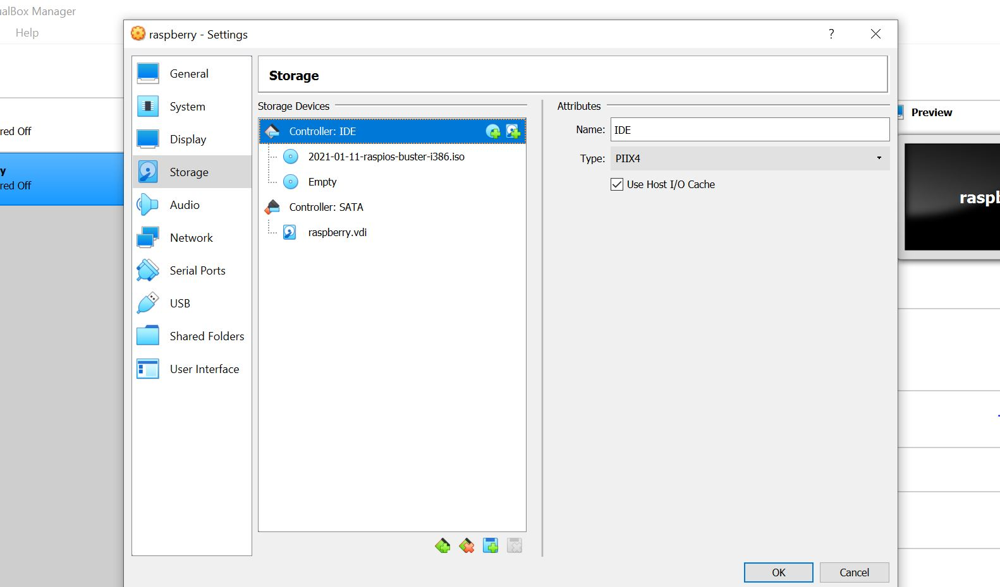 ualBox Manager
Help
raspberry - Settings
?
General
System
Display
Storage
Audio
Network
Serial Ports
USB
Shared Folders
User Interface
Storage
Storage Devices
Controller: IDE
2021-01-11-raspios-buster-i386.iso
Empty
Controller: SATA
raspberry.vdi
Attributes
Name: IDE
Type: PIIX4
Use Host I/O Cache
OK
Cancel
red Off
y
red Off
Preview
raspb